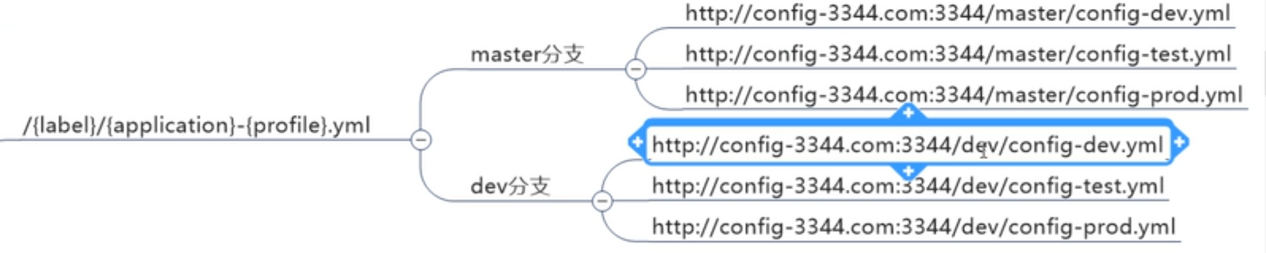 http://config-3344.com:3344/master/config-dev.yml
master分支
http://config-3344.com:3344/master/config-test.yml
http://config-3344.com:3344/master/config-prod.yml
/{label}/{application}-{profile}.yml
http://config-3344.com:3344/dev/config-dev.yml
dev分支
http://config-3344.com:3344/dev/config-test.yml
http://config-3344.com:3344/dev/config-prod.yml